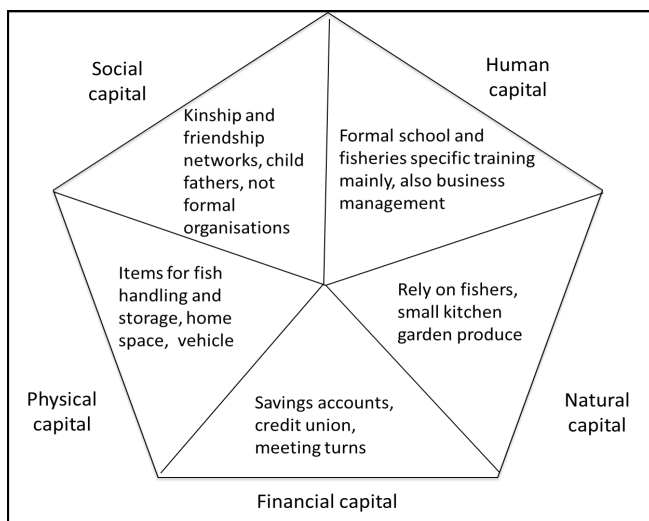 Social
capital
Human
capital
Kinship and
friendship
networks, child
fathers, not
formal
organisations
Formal school and
fisheries specific training
mainly, also business
management
Items for fish
handling and
storage, home
space, vehicle
Rely on fishers,
small kitchen
garden produce
Physical
capital
Savings accounts,
credit union,
meeting turns
Natural
capital
Financial capital